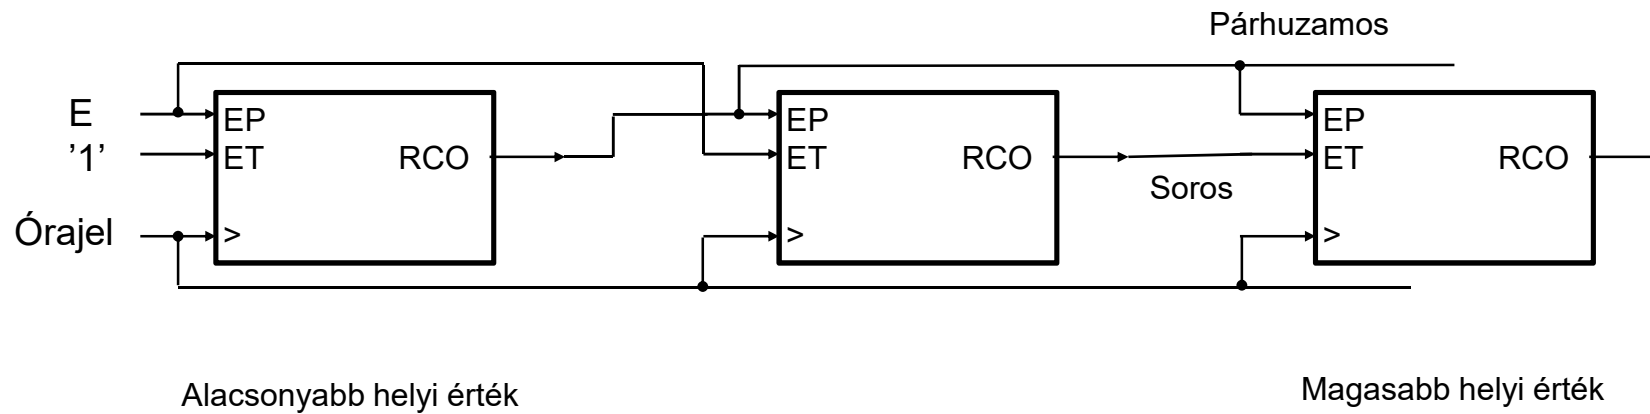 Párhuzamos
E
’1’
Órajel
EP
ET
RCO
>
EP
ET
RCO
>
Soros
EP
ET
RCO
>
Alacsonyabb helyi érték
Magasabb helyi érték